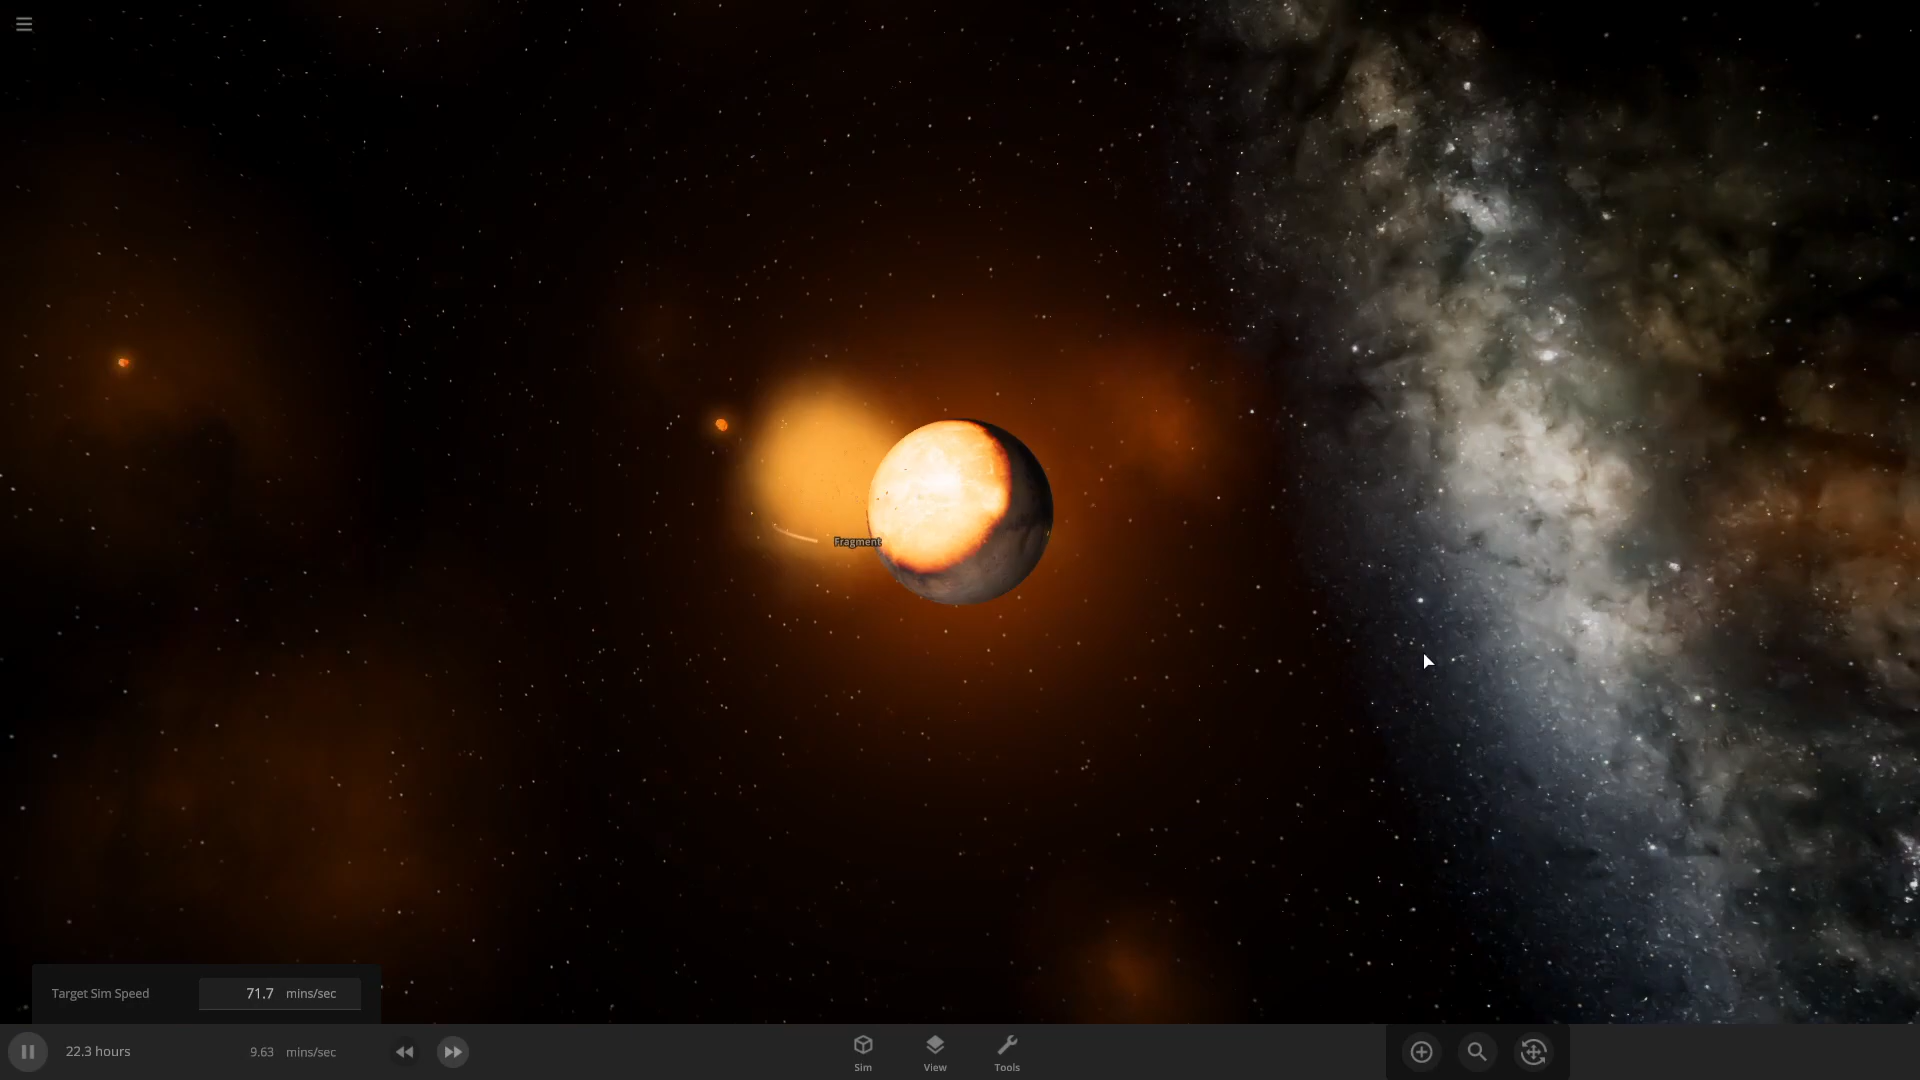 Fragment
Target Sim Speed 71.7 mins/sec
22.3 hours 9.63 mins/sec
Sim View Tools